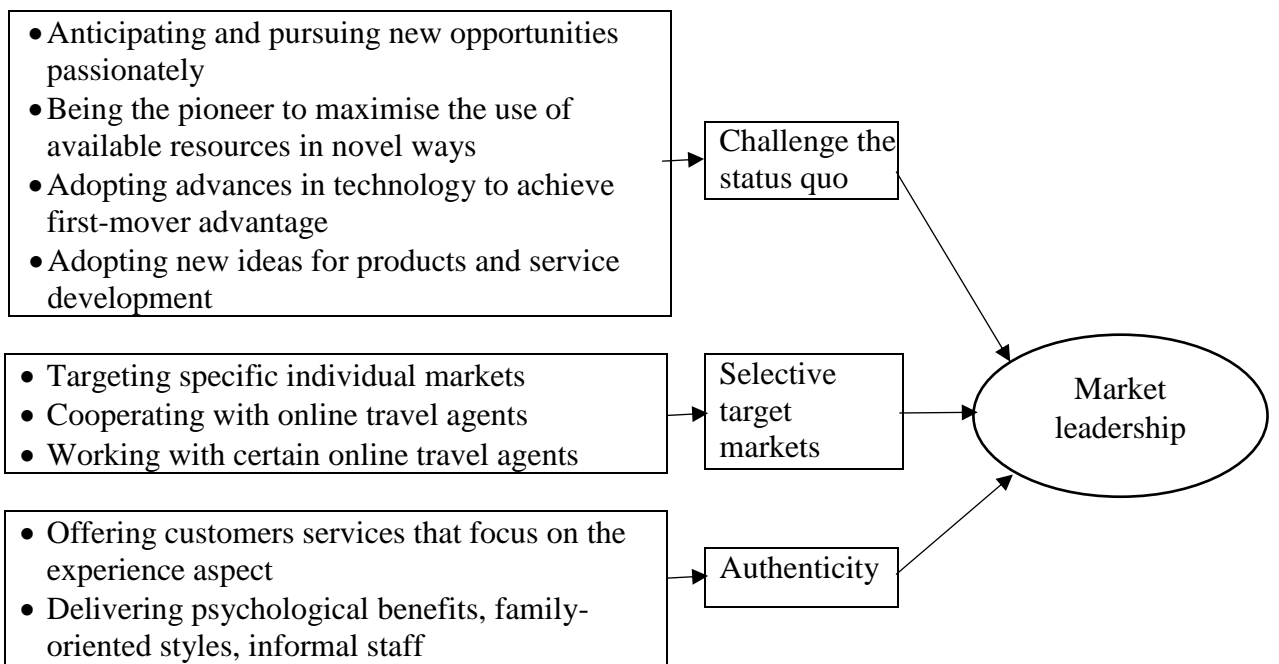 • Anticipating and pursuing new opportunities
passionately
• Being the pioneer to maximise the use of
available resources in novel ways
• Adopting advances in technology to achieve
first-mover advantage
• Adopting new ideas for products and service
development
Challenge the
status quo
• Targeting specific individual markets
• Cooperating with online travel agents
• Working with certain online travel agents
Selective
target
markets
Market
leadership
• Offering customers services that focus on the
experience aspect
• Delivering psychological benefits, family-
oriented styles, informal staff
Authenticity